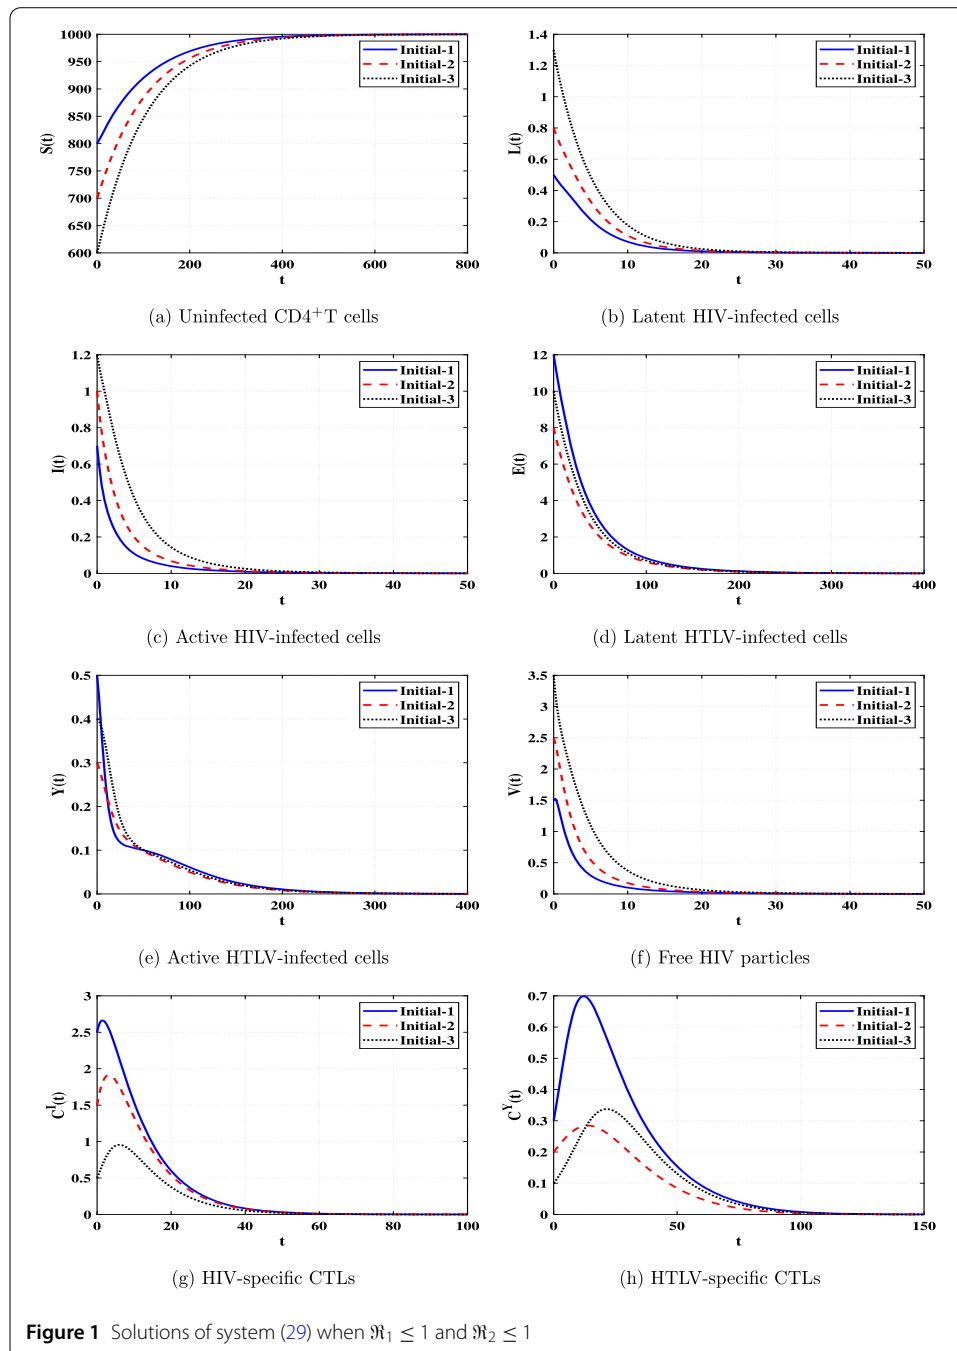 1000
950
900
850
800
750
700
650
600
S(t)
Initial-1
Initial-2
Initial-3
0 200 400 600 800
t
(a) Uninfected CD4+T cells
1.4
1.2
1
0.8
0.6
0.4
0.2
0
L(t)
Initial-1
Initial-2
Initial-3
0 10 20 30 40 50
t
(b) Latent HIV-infected cells
1.2
1
0.8
0.6
0.4
0.2
0
I(t)
Initial-1
Initial-2
Initial-3
0 10 20 30 40 50
t
(c) Active HIV-infected cells
12
10
8
6
4
2
0
E(t)
Initial-1
Initial-2
Initial-3
0 100 200 300 400
t
(d) Latent HTLV-infected cells
0.5
0.4
0.3
0.2
0.1
0
Y(t)
Initial-1
Initial-2
Initial-3
0 100 200 300 400
t
(e) Active HTLV-infected cells
3.5
3
2.5
2
1.5
1
0.5
0
V(t)
Initial-1
Initial-2
Initial-3
0 10 20 30 40 50
t
(f) Free HIV particles
3
2.5
2
1.5
1
0.5
0
C^I(t)
Initial-1
Initial-2
Initial-3
0 20 40 60 80 100
t
(g) HIV-specific CTLs
0.7
0.6
0.5
0.4
0.3
0.2
0.1
0
C^Y(t)
Initial-1
Initial-2
Initial-3
0 50 100 150
t
(h) HTLV-specific CTLs
Figure 1 Solutions of system (29) when ℜ1 ≤ 1 and ℜ2 ≤ 1